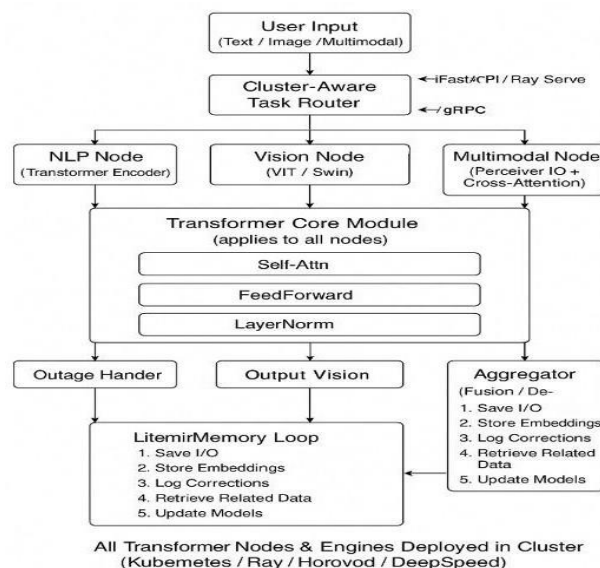 User Input
(Text / Image /Multimodal)
Cluster-Aware
Task Router
iFast/CPI / Ray Serve
/gRPC
NLP Node
(Transtormer Encoder)
Vision Node
(VIT / Swin)
Multimodal Node
(Perceiver IO +
Cross-Attention)
Transformer Core Module
(applies to all nodes)
Self-Attn
FeedForward
LayerNorm
Outage Hander
Output Vision
Aggregator
(Fusion / De-
1. Save I/O
2. Store Embeddings
3. Log Corrections
4. Retrieve Related
Data
5. Update Models
LitemirMemory Loop
1. Save I/O
2. Store Embeddings
3. Log Corrections
4. Retrieve Related Data
5. Update Models
All Transformer Nodes & Engines Deployed in Cluster
(Kubemetes / Ray / Horovod / DeepSpeed)